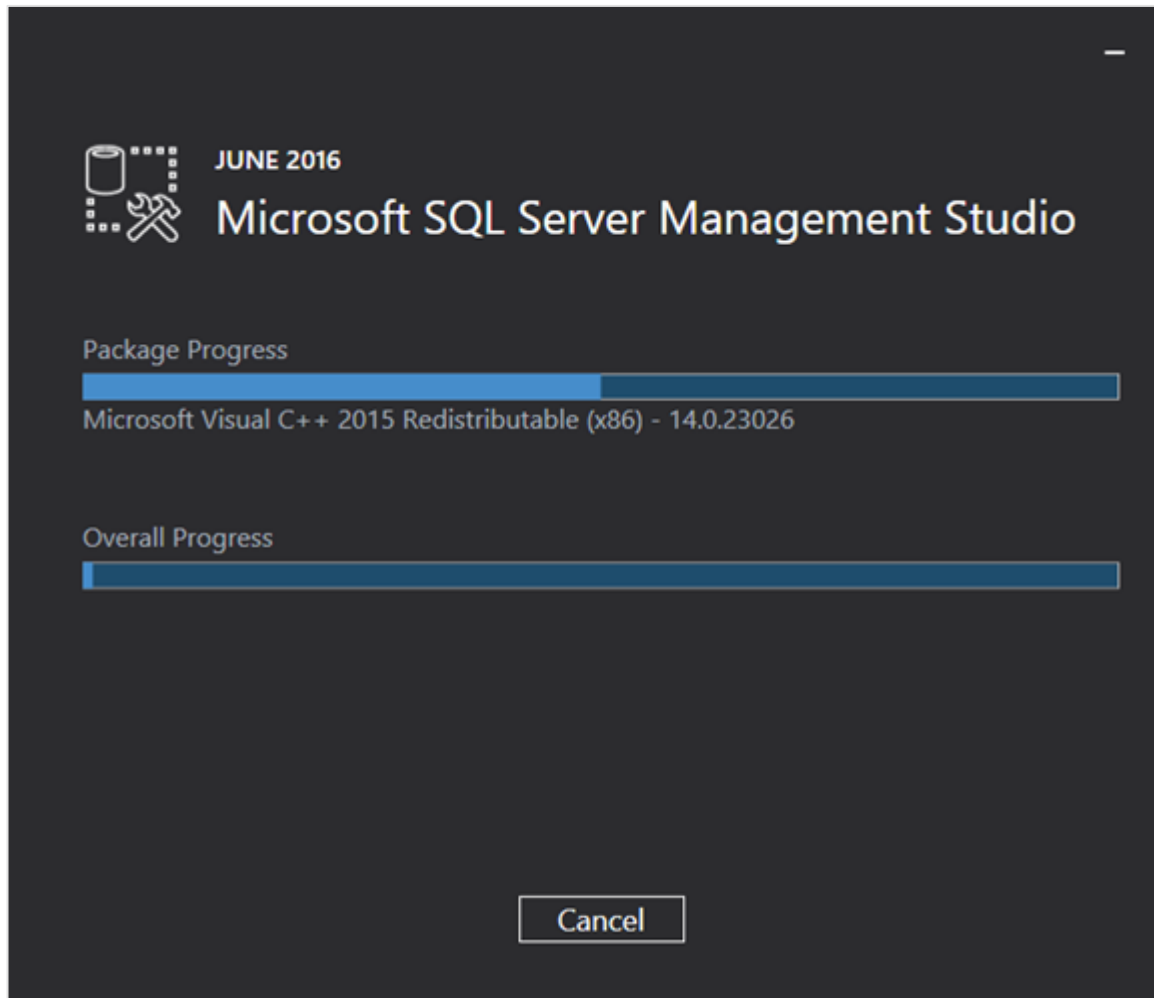 JUNE 2016
Microsoft SQL Server Management Studio
Package Progress
Microsoft Visual C++ 2015 Redistributable (x86) - 14.0.23026
Overall Progress
Cancel